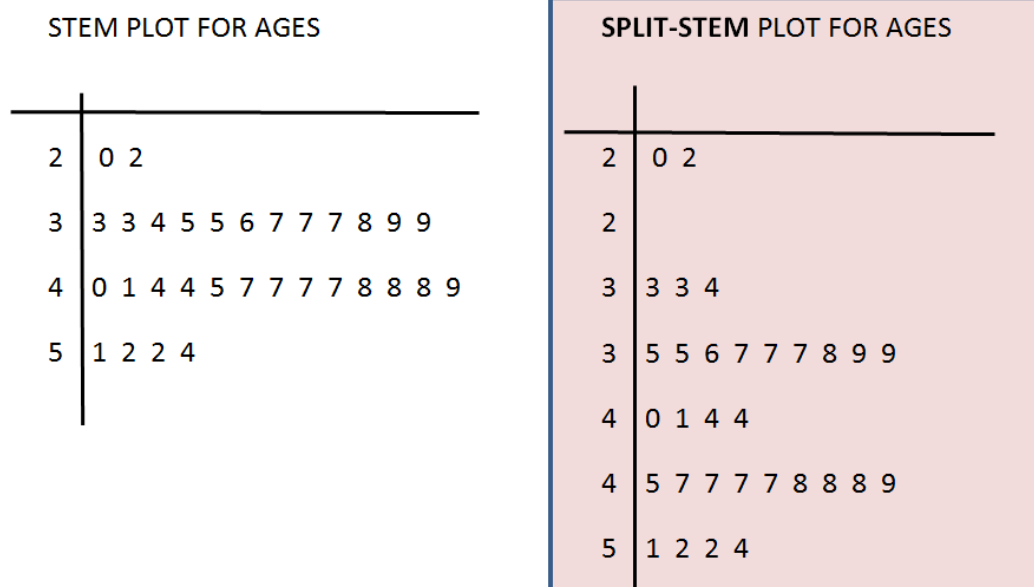 STEM PLOT FOR AGES
2 0 2
3 3 3 4 5 5 6 7 7 7 8 9 9
4 0 1 4 4 5 7 7 7 7 8 8 8 9
5 1 2 2 4
SPLIT-STEM PLOT FOR AGES
2 0 2
2
3 3 3 4
3 5 5 6 7 7 7 8 9 9
4 0 1 4 4
4 5 7 7 7 7 8 8 8 9
5 1 2 2 4